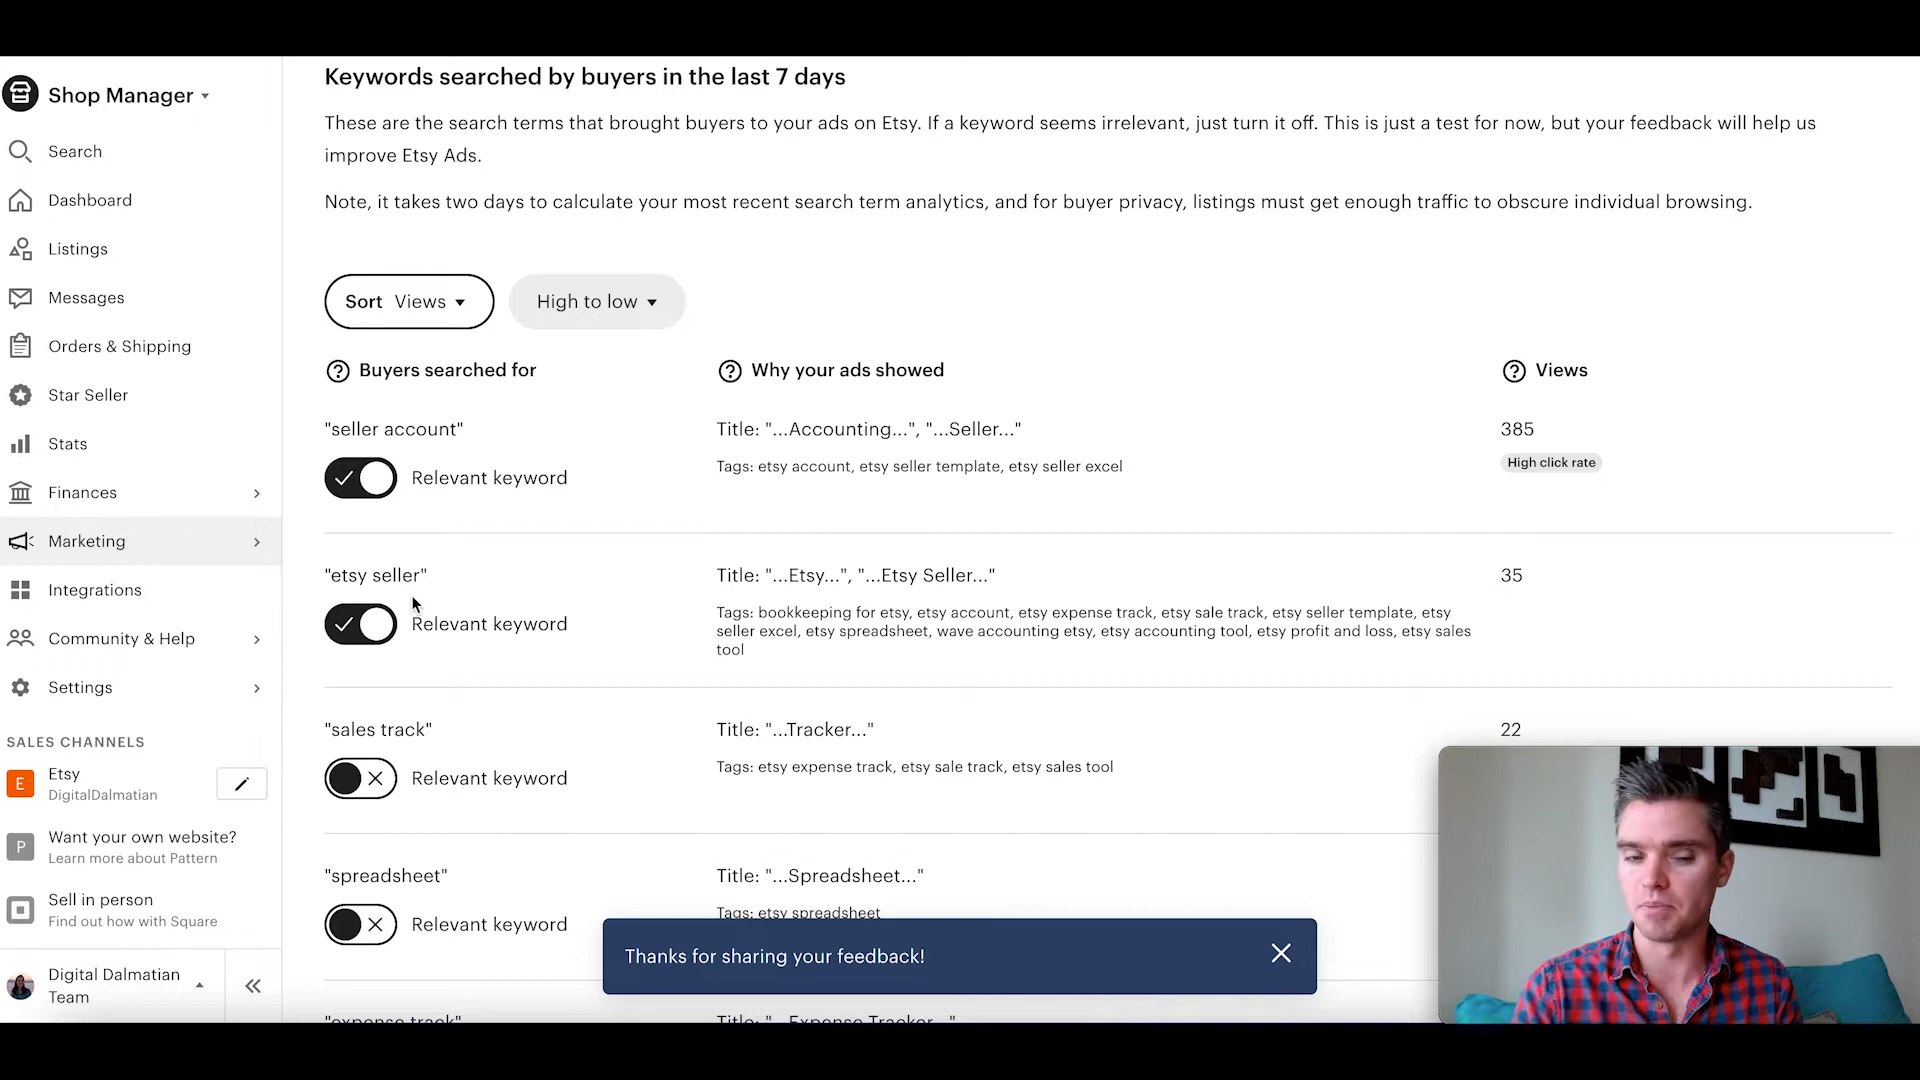 Shop Manager
Search
Dashboard
Listings
Messages
Orders & Shipping
Star Seller
Stats
Finances
Marketing
Integrations
Community & Help
Settings
SALES CHANNELS
E
Etsy
DigitalDalmatian
P
Want your own website?
Learn more about Pattern
Sell in person
Find out how with Square
Digital Dalmatian
Team
Keywords searched by buyers in the last 7 days
These are the search terms that brought buyers to your ads on Etsy. If a keyword seems irrelevant, just turn it off. This is just a test for now, but your feedback will help us
improve Etsy Ads.
Note, it takes two days to calculate your most recent search term analytics, and for buyer privacy, listings must get enough traffic to obscure individual browsing.
Sort Views
High to low
Buyers searched for
Why your ads showed
Views
"seller account"
Relevant keyword
Title: "...Accounting...", "...Seller..."
Tags: etsy account, etsy seller template, etsy seller excel
385
High click rate
"etsy seller"
Relevant keyword
Title: "...Etsy...", "...Etsy Seller..."
Tags: bookkeeping for etsy, etsy account, etsy expense track, etsy sale track, etsy seller template, etsy
seller excel, etsy spreadsheet, wave accounting etsy, etsy accounting tool, etsy profit and loss, etsy sales
tool
35
"sales track"
Relevant keyword
Title: "...Tracker..."
Tags: etsy expense track, etsy sale track, etsy sales tool
22
"spreadsheet"
Relevant keyword
Title: "...Spreadsheet..."
Tags: etsy spreadsheet
Thanks for sharing your feedback!
"expense track"
Title: "...Expense Tracker..."